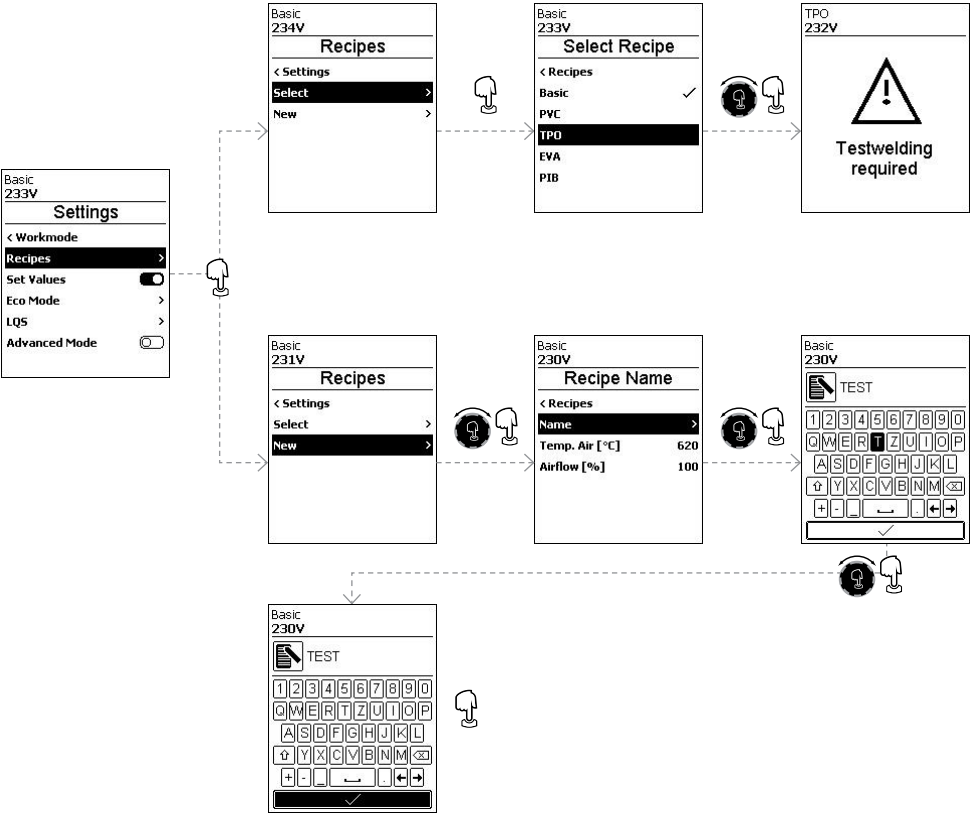 Basic
233V
Settings
< Workmode
Recipes >
Set Values
Eco Mode >
LQS >
Advanced Mode
Basic
234V
Recipes
< Settings
Select >
New >
Basic
233V
Select Recipe
< Recipes
Basic ✓
PVC
TPO
EVA
PIB
TPO
232V
!
Testwelding
required
Basic
231V
Recipes
< Settings
Select >
New >
Basic
230V
Recipe Name
< Recipes
Name >
Temp. Air [°C] 620
Airflow [%] 100
Basic
230V
TEST
1 2 3 4 5 6 7 8 9 0
Q W E R T Z U I O P
A S D F G H J K L
⇧ Y X C V B N M ⌫
+ - _ ⎵ . ← →
✓
Basic
230V
TEST
1 2 3 4 5 6 7 8 9 0
Q W E R T Z U I O P
A S D F G H J K L
⇧ Y X C V B N M ⌫
+ - _ ⎵ . ← →
✓